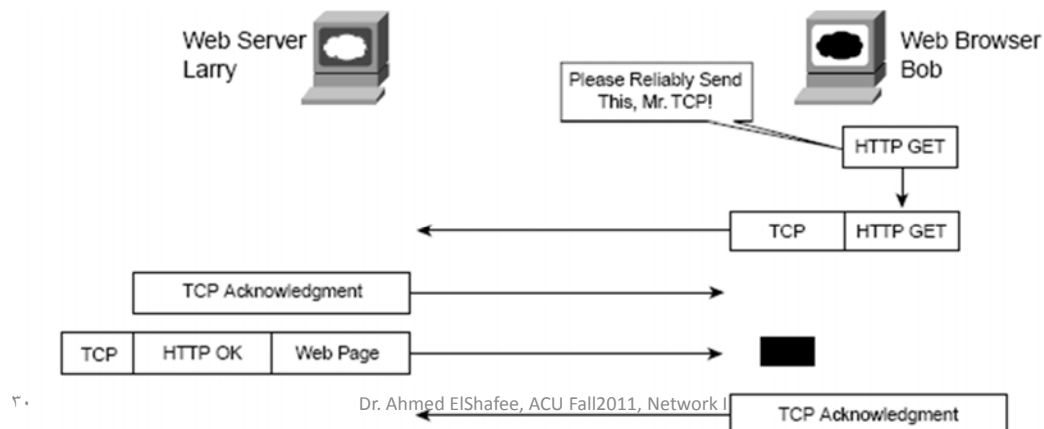 Web Server
Larry
Web Browser
Bob
Please Reliably Send
This, Mr. TCP!
HTTP GET
TCP
HTTP GET
TCP Acknowledgment
TCP
HTTP OK
Web Page
٣٠
Dr. Ahmed ElShafee, ACU Fall2011, Network I
TCP Acknowledgment